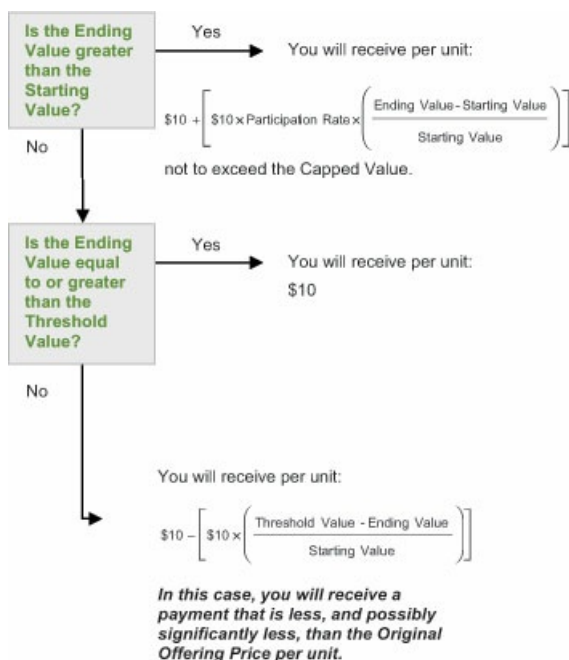 Is the Ending
Value greater
than the
Starting
Value?
Yes
You will receive per unit:
$10 + [ $10 × Participation Rate × ( Ending Value - Starting Value
Starting Value ) ]
not to exceed the Capped Value.
No
Is the Ending
Value equal
to or greater
than the
Threshold
Value?
Yes
You will receive per unit:
$10
No
You will receive per unit:
$10 – [ $10 × ( Threshold Value - Ending Value
Starting Value ) ]
In this case, you will receive a
payment that is less, and possibly
significantly less, than the Original
Offering Price per unit.